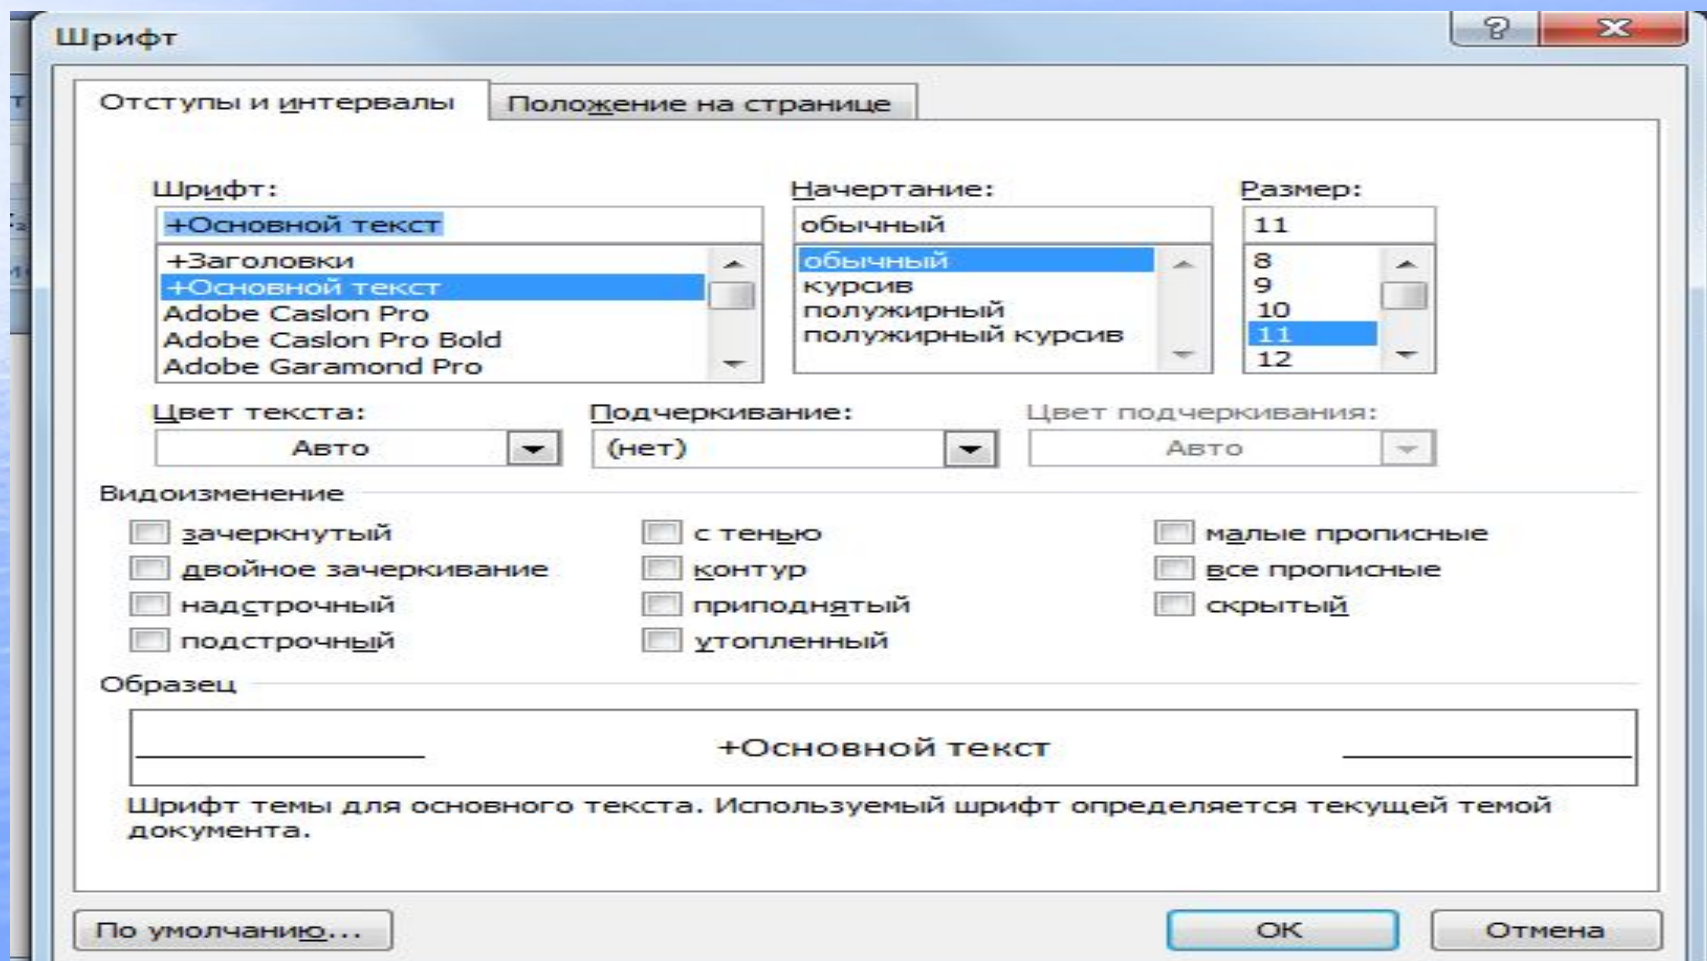 Шрифт
Отступы и интервалы
Положение на странице
Шрифт:
Начертание:
Размер:
+Основной текст
обычный
11
+Заголовки
+Основной текст
Adobe Caslon Pro
Adobe Caslon Pro Bold
Adobe Garamond Pro
обычный
курсив
полужирный
полужирный курсив
8
9
10
11
12
Цвет текста:
Подчеркивание:
Цвет подчеркивания:
Авто
(нет)
Авто
Видоизменение
зачеркнутый
с тенью
малые прописные
двойное зачеркивание
контур
все прописные
надстрочный
приподнятый
скрытый
подстрочный
утопленный
Образец
+Основной текст
Шрифт темы для основного текста. Используемый шрифт определяется текущей темой
документа.
По умолчанию...
ОК
Отмена